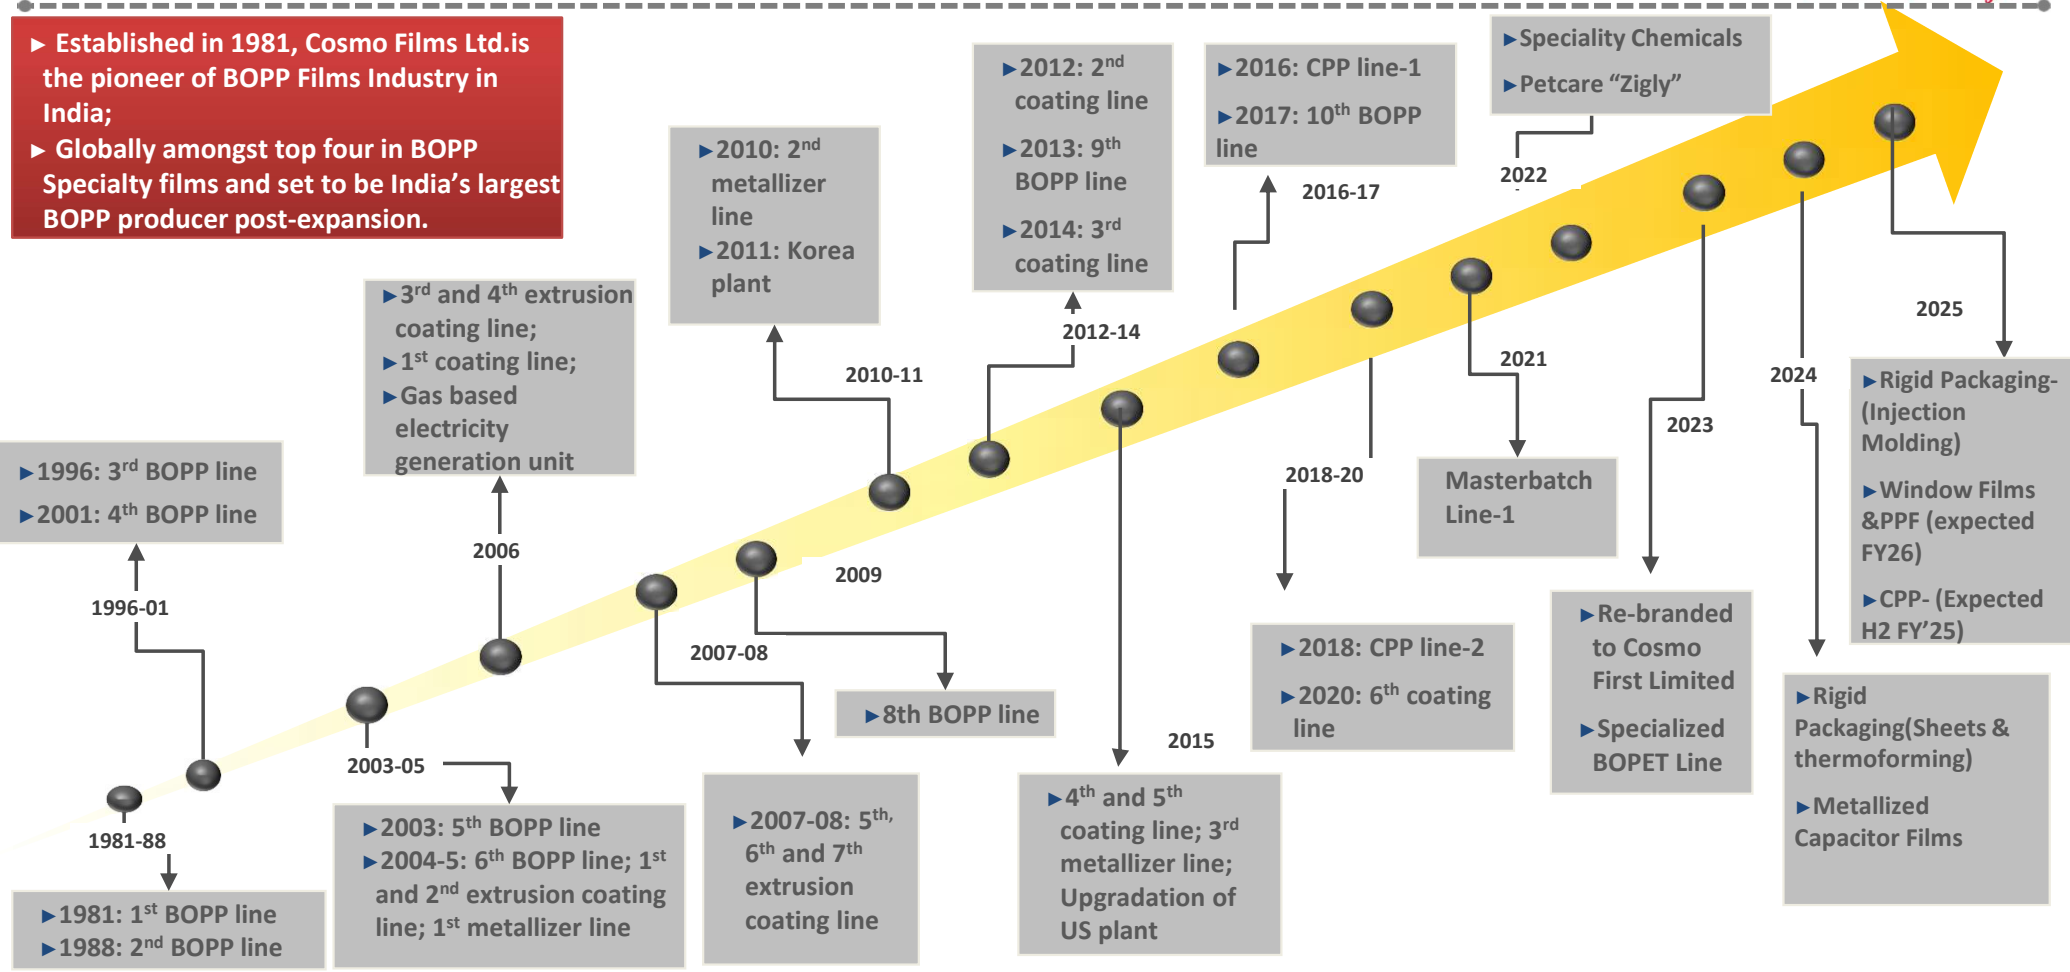 ► Established in 1981, Cosmo Films Ltd.is
the pioneer of BOPP Films Industry in
India;
► Globally amongst top four in BOPP
Specialty films and set to be India's largest
BOPP producer post-expansion.
►1981: 1st BOPP line
►1988: 2nd BOPP line
1981-88
►1996: 3rd BOPP line
►2001: 4th BOPP line
1996-01
2003-05
►2003: 5th BOPP line
►2004-5: 6th BOPP line; 1st
and 2nd extrusion coating
line; 1st metallizer line
►3rd and 4th extrusion
coating line;
►1st coating line;
►Gas based
electricity
generation unit
2006
2007-08
►2007-08: 5th,
6th and 7th
extrusion
coating line
2009
►8th BOPP line
►2010: 2nd
metallizer
line
►2011: Korea
plant
2010-11
►2012: 2nd
coating line
►2013: 9th
BOPP line
►2014: 3rd
coating line
2012-14
2015
►4th and 5th
coating line; 3rd
metallizer line;
Upgradation of
US plant
►2016: CPP line-1
►2017: 10th BOPP
line
2016-17
2018-20
►2018: CPP line-2
►2020: 6th coating
line
2021
Masterbatch
Line-1
►Speciality Chemicals
►Petcare “Zigly”
2022
2023
►Re-branded
to Cosmo
First Limited
►Specialized
BOPET Line
2024
►Rigid
Packaging(Sheets &
thermoforming)
►Metallized
Capacitor Films
2025
►Rigid Packaging-
(Injection
Molding)
►Window Films
&PPF (expected
FY26)
►CPP- (Expected
H2 FY'25)